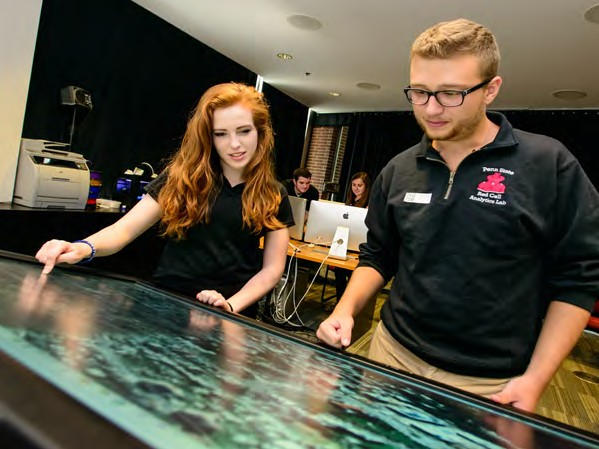 Penn State
Red Cell
Analytics Lab